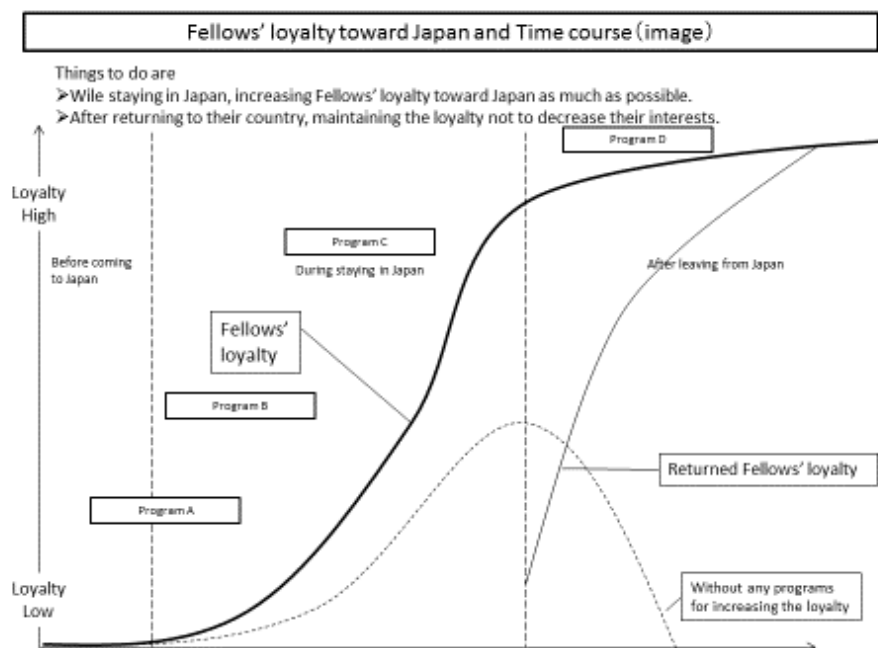 Fellows' loyalty toward Japan and Time course(image)
Things to do are
➢Wile staying in Japan, increasing Fellows' loyalty toward Japan as much as possible.
➢After returning to their country, maintaining the loyalty not to decrease their interests.
Program D
Loyalty
High
Program C
Before coming
to Japan
During staying in Japan
After leaving from Japan
Fellows'
loyalty
Program B
Returned Fellows' loyalty
Program A
Loyalty
Low
Without any programs
for increasing the loyalty